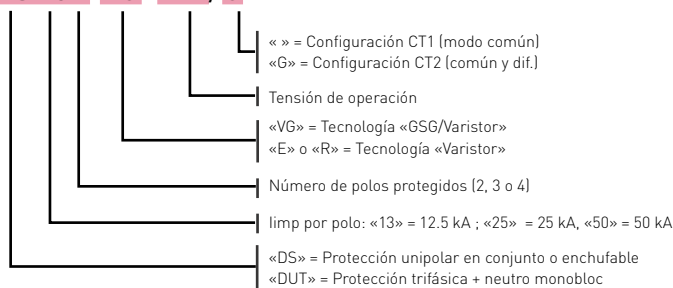 « » = Configuración CT1 (modo común)
«G» = Configuración CT2 (común y dif.)
Tensión de operación
«VG» = Tecnología «GSG/Varistor»
«E» o «R» = Tecnología «Varistor»
Número de polos protegidos (2, 3 o 4)
Iimp por polo: «13» = 12.5 kA ; «25» = 25 kA, «50» = 50 kA
«DS» = Protección unipolar en conjunto o enchufable
«DUT» = Protección trifásica + neutro monobloc